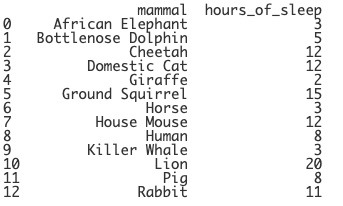 mammal hours_of_sleep
0 African Elephant 3
1 Bottlenose Dolphin 5
2 Cheetah 12
3 Domestic Cat 12
4 Giraffe 2
5 Ground Squirrel 15
6 Horse 3
7 House Mouse 12
8 Human 8
9 Killer Whale 3
10 Lion 20
11 Pig 8
12 Rabbit 11